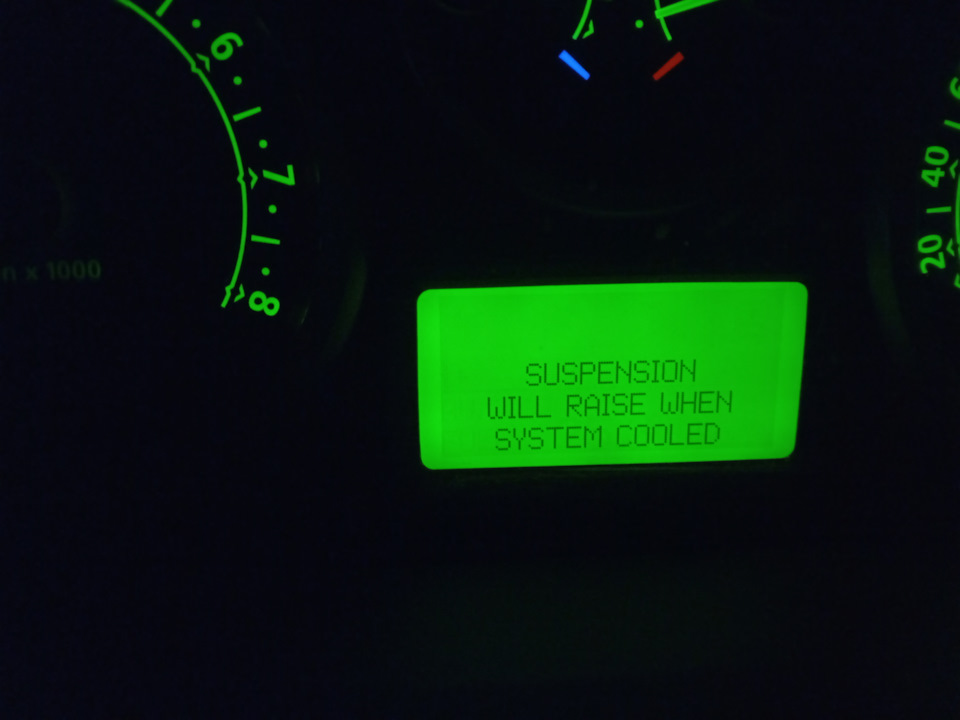 6
7
8
n x 1000
40
20
SUSPENSION
WILL RAISE WHEN
SYSTEM COOLED